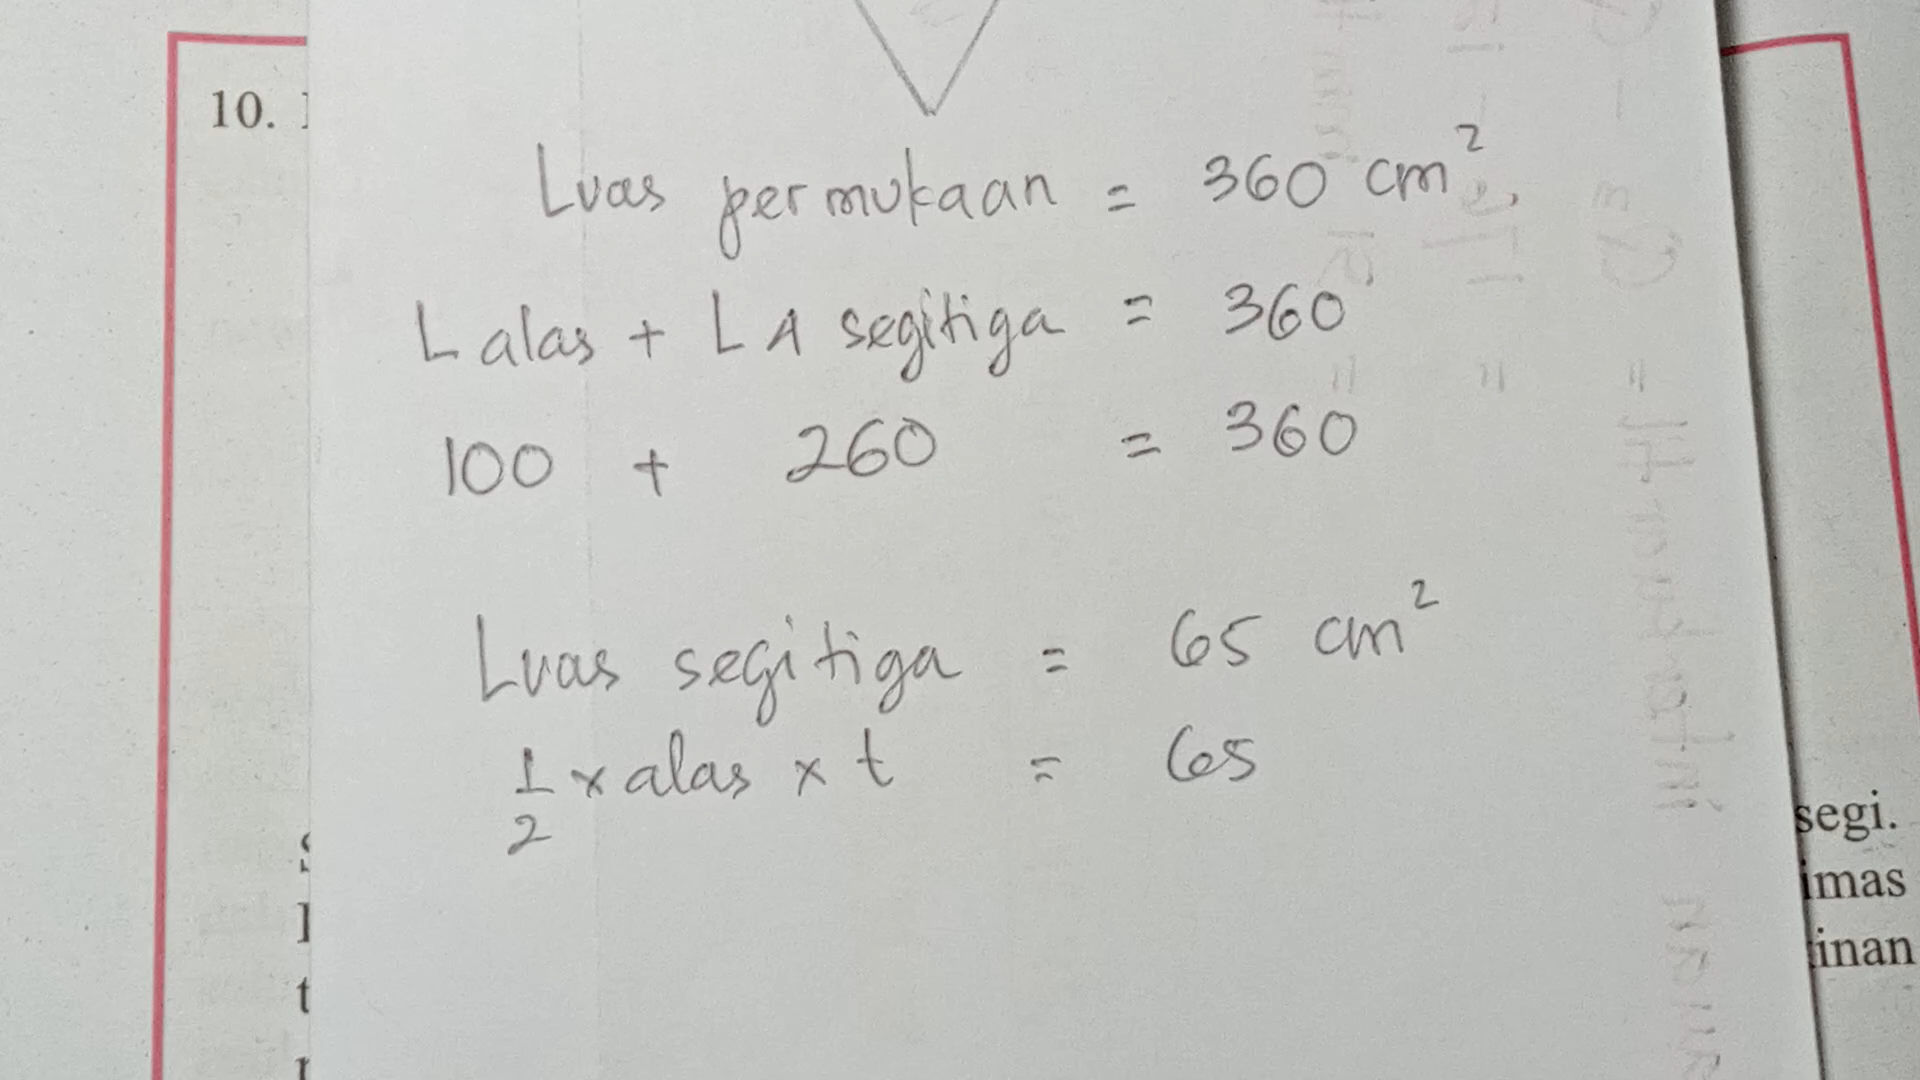 10.
Luas permukaan = 360 cm²
L alas + L 4 segitiga = 360
100 + 260 = 360
Luas segitiga = 65 cm²
1/2 x alas x t = 65
segi.
imas
inan
t